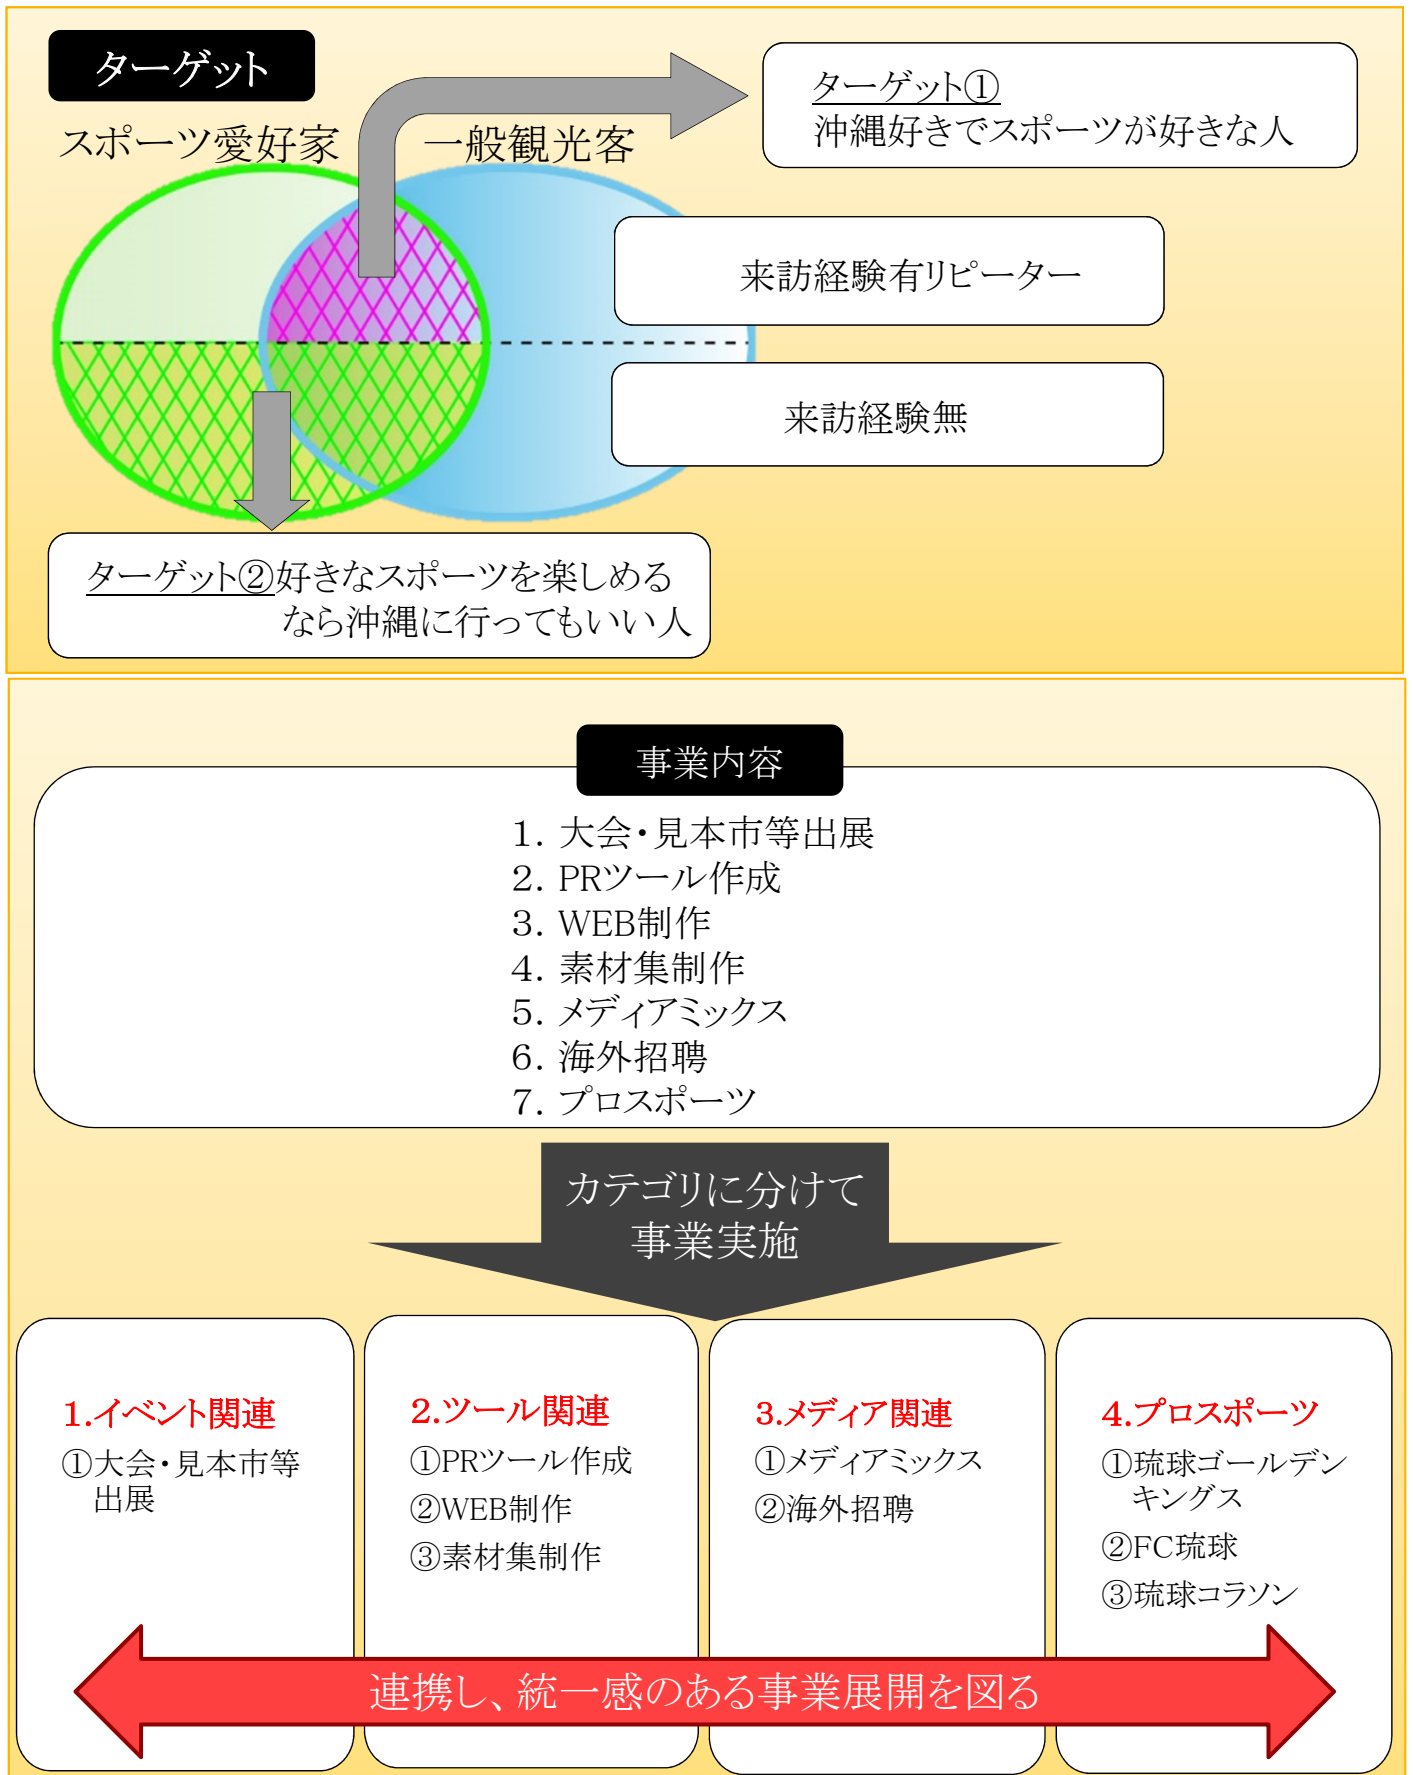 ターゲット
スポーツ愛好家
一般観光客
ターゲット①
沖縄好きでスポーツが好きな人
来訪経験有リピーター
来訪経験無
ターゲット②好きなスポーツを楽しめる
なら沖縄に行ってもいい人
事業内容
１．大会・見本市等出展
２．PRツール作成
３．WEB制作
４．素材集制作
５．メディアミックス
６．海外招聘
７．プロスポーツ
カテゴリに分けて
事業実施
１.イベント関連
①大会・見本市等
出展
２.ツール関連
①PRツール作成
②WEB制作
③素材集制作
３.メディア関連
①メディアミックス
②海外招聘
４.プロスポーツ
①琉球ゴールデン
キングス
②FC琉球
③琉球コラソン
連携し、統一感のある事業展開を図る